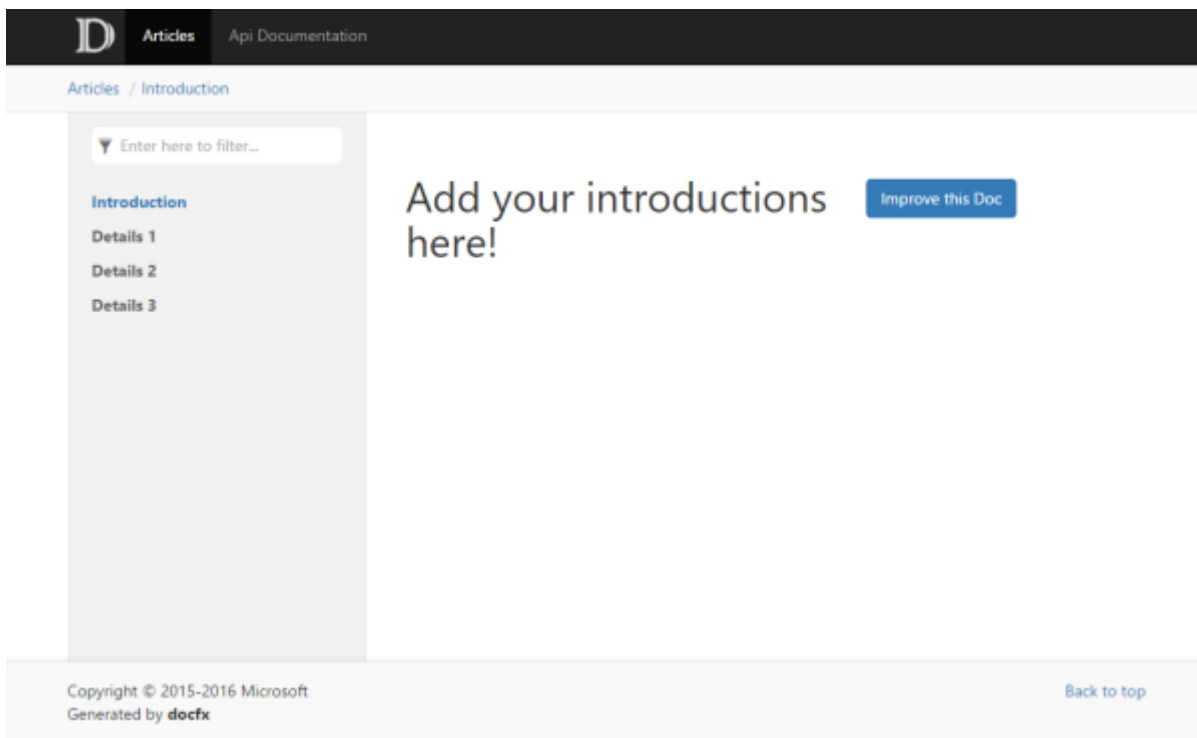 D Articles Api Documentation
Articles / Introduction
Enter here to filter...
Introduction
Details 1
Details 2
Details 3
Add your introductions
here!
Improve this Doc
Copyright © 2015-2016 Microsoft
Generated by docfx
Back to top